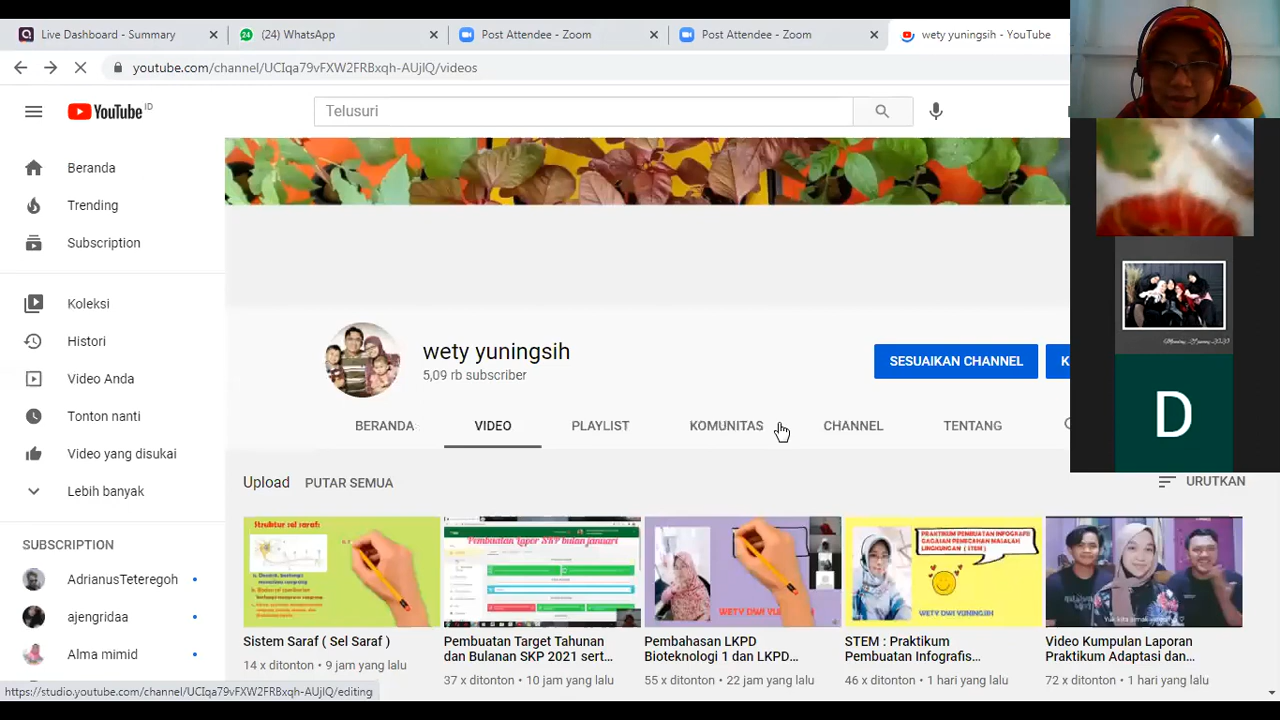 Live Dashboard - Summary
(24) WhatsApp
Post Attendee - Zoom
Post Attendee - Zoom
wety yuningsih - YouTube
youtube.com/channel/UCIqa79vFXW2FRBxqh-AUjIQ/videos
YouTube ID
Telusuri
Beranda
Trending
Subscription
Koleksi
Histori
Video Anda
Tonton nanti
Video yang disukai
Lebih banyak
SUBSCRIPTION
AdrianusTeteregoh
ajengridaa
Alma mimid
wety yuningsih
5,09 rb subscriber
SESUAIKAN CHANNEL
K
BERANDA
VIDEO
PLAYLIST
KOMUNITAS
CHANNEL
TENTANG
Upload
PUTAR SEMUA
URUTKAN
Struktur sel saraf:
Pembuatan Lapor SKP bulan januari
WETY DWI YU
PRAKTIKUM PEMBUATAN INFOGRAFIS
GAGASAN PEMECAHAN MASALAH
LINGKUNGAN ( STEM )
WETY DWI YUNINGSIH
Sistem Saraf ( Sel Saraf )
14 x ditonton • 9 jam yang lalu
Pembuatan Target Tahunan
dan Bulanan SKP 2021 sert...
37 x ditonton • 10 jam yang lalu
Pembahasan LKPD
Bioteknologi 1 dan LKPD...
55 x ditonton • 22 jam yang lalu
STEM : Praktikum
Pembuatan Infografis...
46 x ditonton • 1 hari yang lalu
Video Kumpulan Laporan
Praktikum Adaptasi dan...
72 x ditonton • 1 hari yang lalu
https://studio.youtube.com/channel/UCIqa79vFXW2FRBxqh-AUjIQ/editing
D